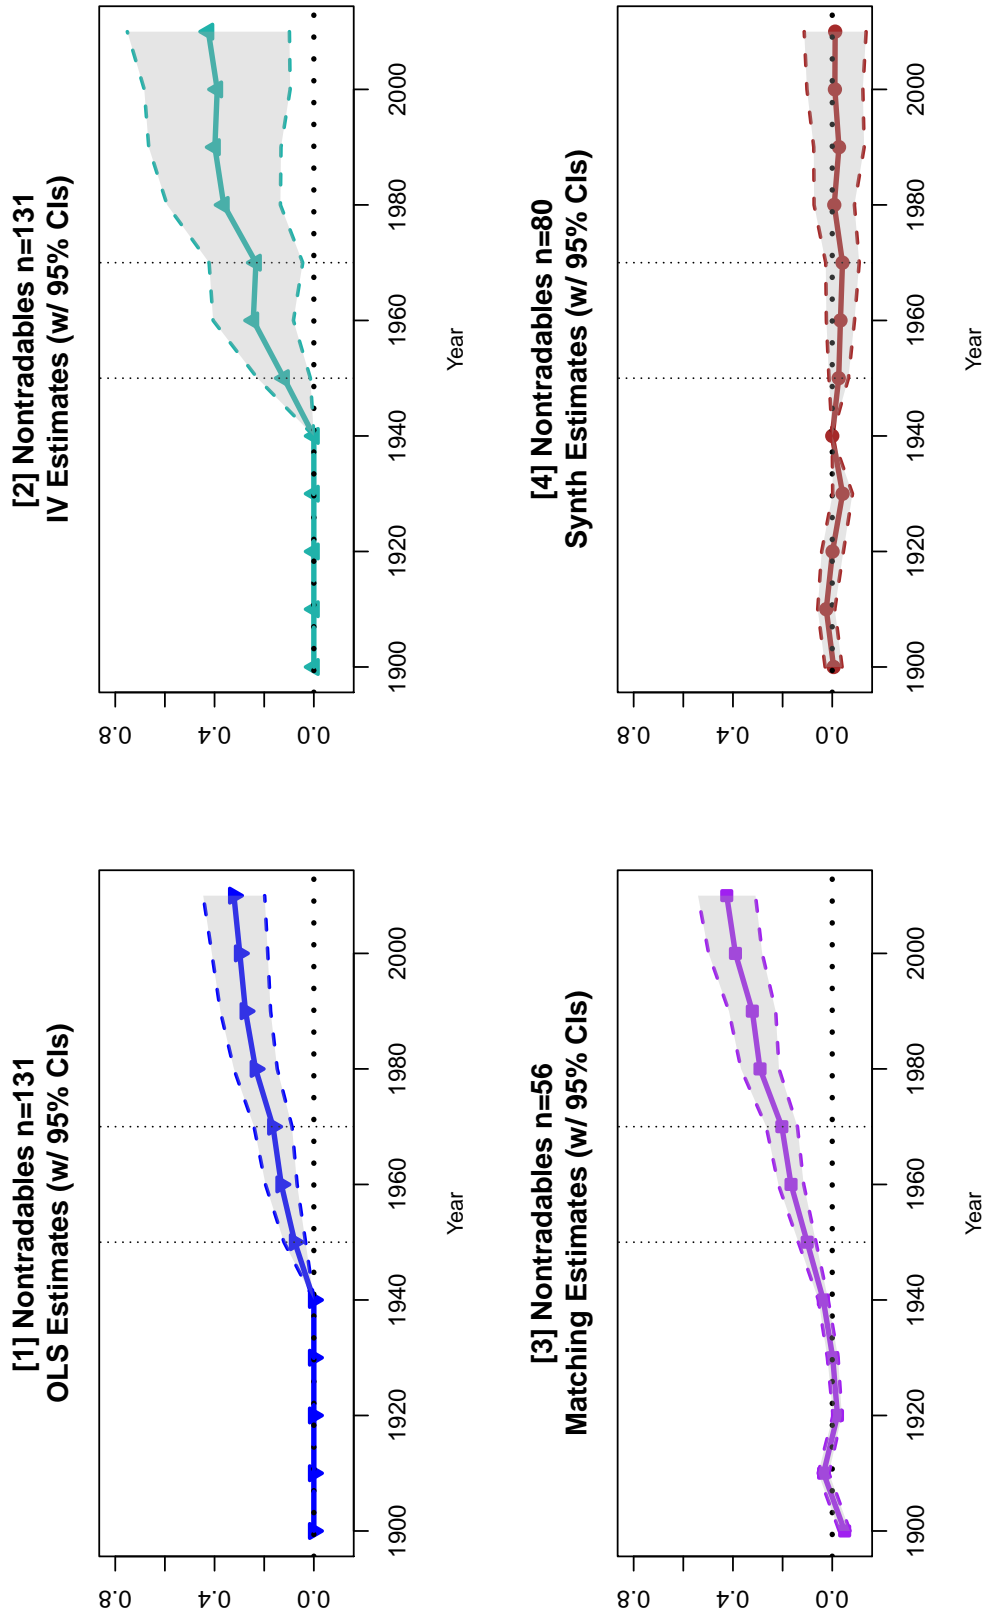 [1] Nontradables n=131
OLS Estimates (w/ 95% CIs)
0.8
0.4
0.0
1900 1920 1940 1960 1980 2000
Year
[2] Nontradables n=131
IV Estimates (w/ 95% CIs)
0.8
0.4
0.0
1900 1920 1940 1960 1980 2000
Year
[3] Nontradables n=56
Matching Estimates (w/ 95% CIs)
0.8
0.4
0.0
1900 1920 1940 1960 1980 2000
Year
[4] Nontradables n=80
Synth Estimates (w/ 95% CIs)
0.8
0.4
0.0
1900 1920 1940 1960 1980 2000
Year